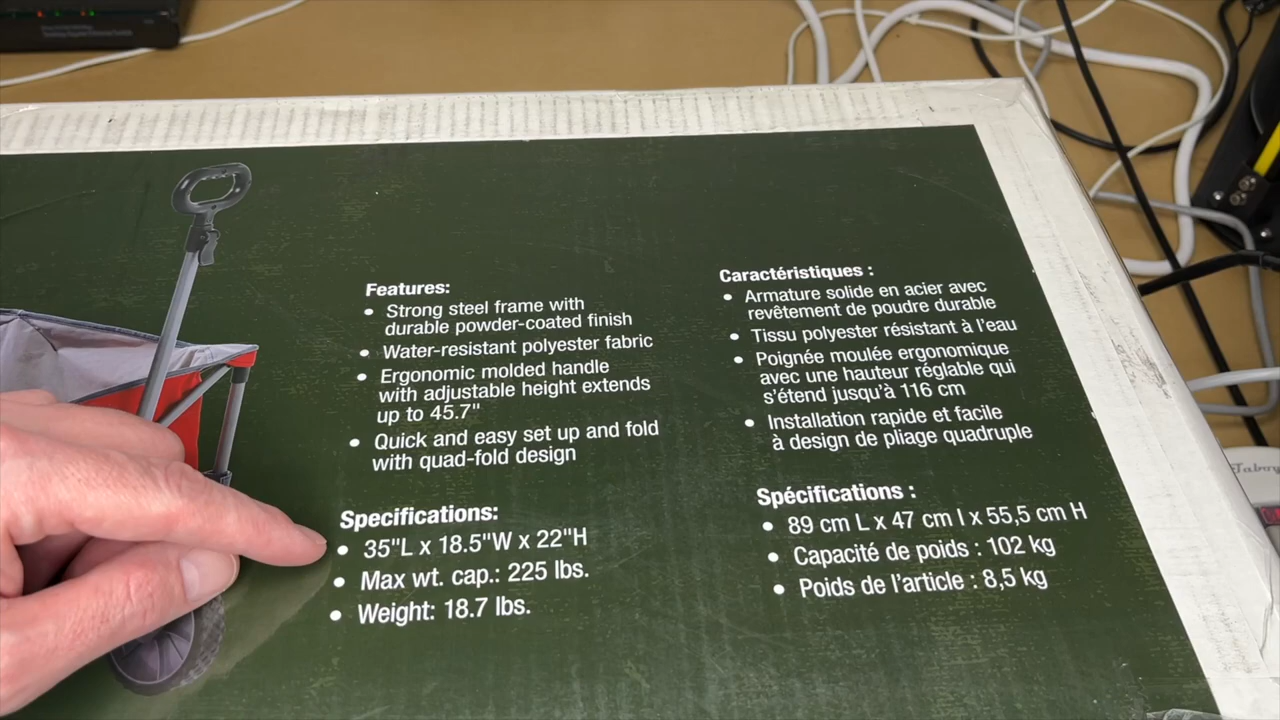 Features:
• Strong steel frame with
durable powder-coated finish
• Water-resistant polyester fabric
• Ergonomic molded handle
with adjustable height extends
up to 45.7"
• Quick and easy set up and fold
with quad-fold design
Specifications:
• 35"L x 18.5"W x 22"H
• Max wt. cap.: 225 lbs.
• Weight: 18.7 lbs.
Caractéristiques :
• Armature solide en acier avec
revêtement de poudre durable
• Tissu polyester résistant à l'eau
• Poignée moulée ergonomique
avec une hauteur réglable qui
s'étend jusqu'à 116 cm
• Installation rapide et facile
à design de pliage quadruple
Spécifications :
• 89 cm L x 47 cm l x 55,5 cm H
• Capacité de poids : 102 kg
• Poids de l'article : 8,5 kg